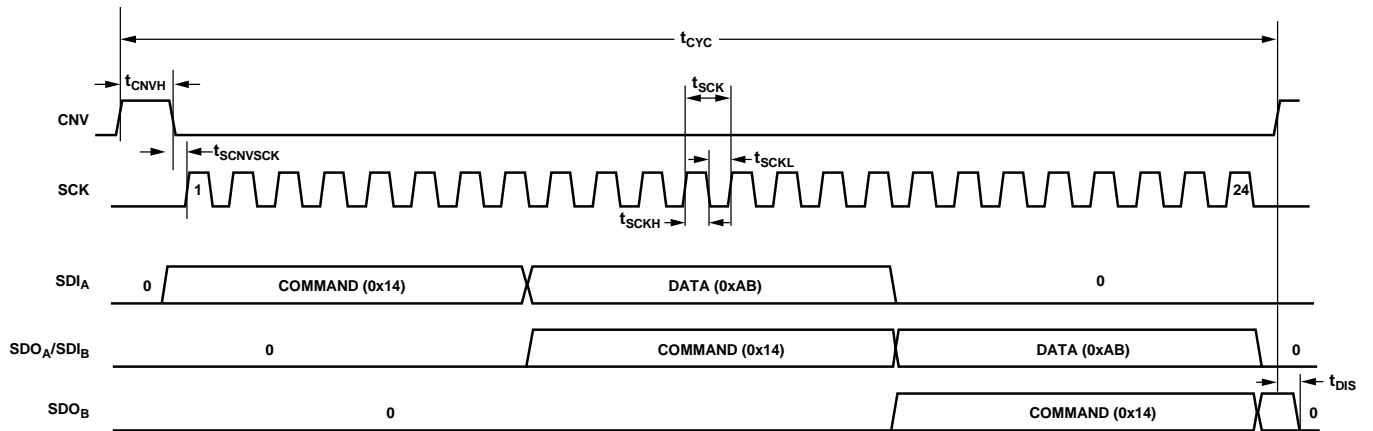 tCYC
tCNVH
tSCK
CNV
tSCNVSCK
tSCKL
SCK
1
24
tSCKH
SDIA
0
COMMAND (0x14)
DATA (0xAB)
0
SDOA/SDIB
0
COMMAND (0x14)
DATA (0xAB)
0
tDIS
SDOB
0
COMMAND (0x14)
0